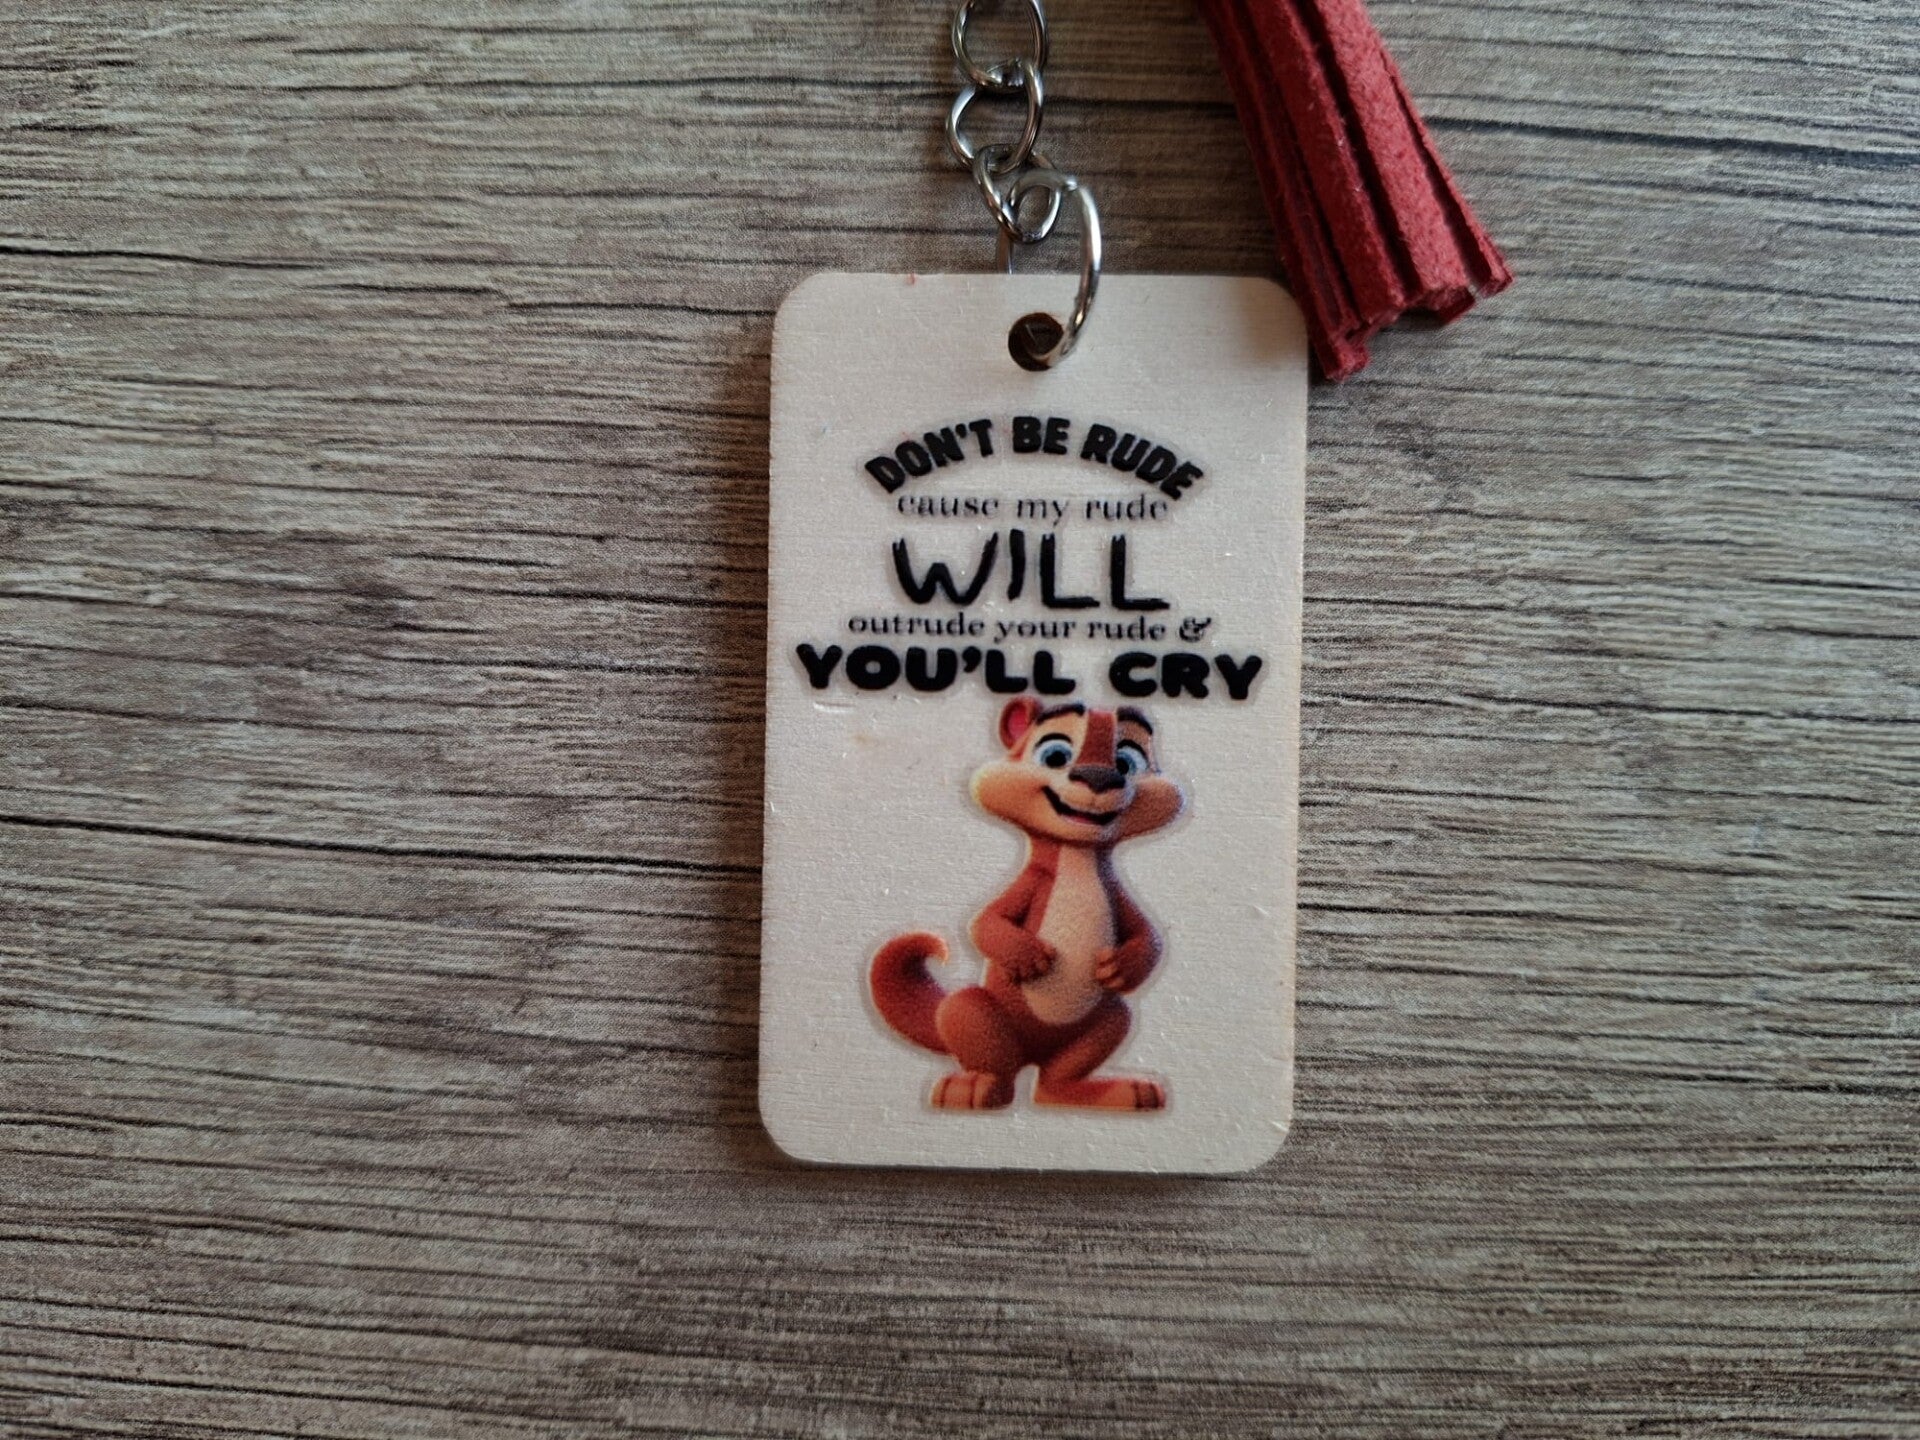 DON'T BE RUDE
cause my rude
WILL
outrude your rude &
YOU'LL CRY